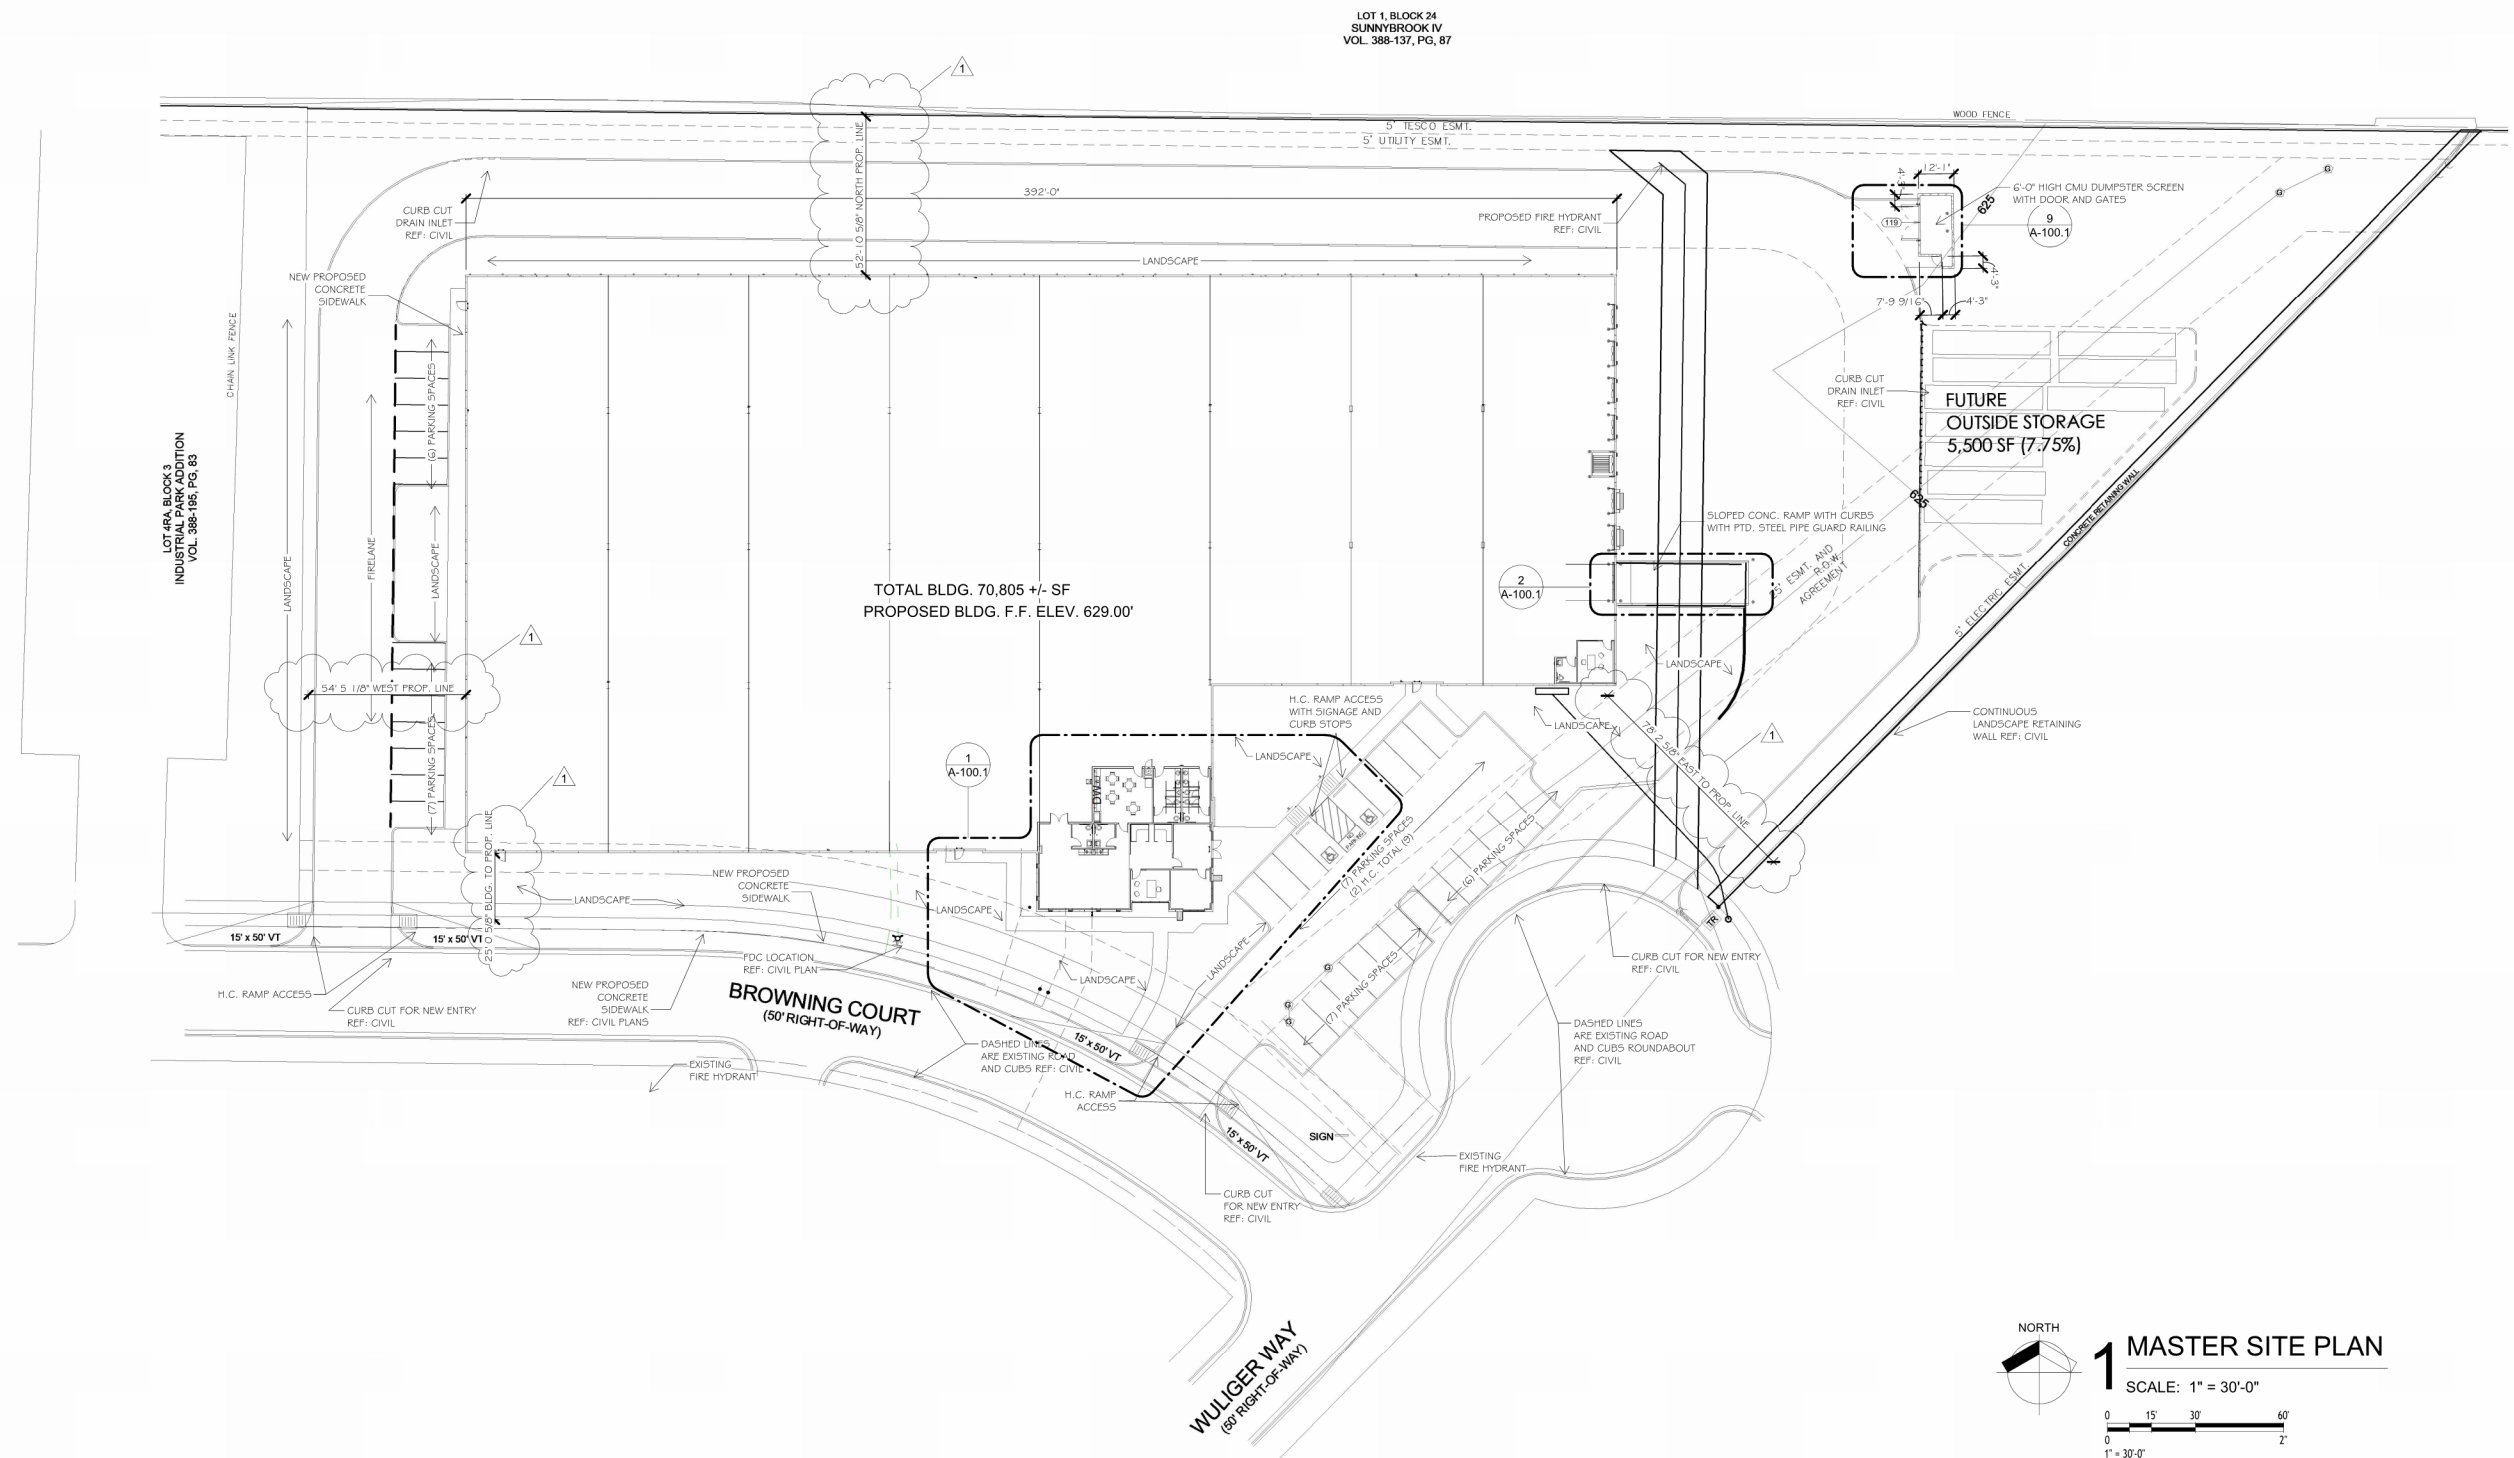 LOT 1, BLOCK 24
SUNNYBROOK IV
VOL. 388-137, PG, 87
1
WOOD FENCE
5' TESCO ESMT.
5' UTILITY ESMT.
52'-10 5/8" NORTH PROP. LINE
392'-0"
CURB CUT
DRAIN INLET
REF: CIVIL
PROPOSED FIRE HYDRANT
REF: CIVIL
12'-1"
4'-3"
119
6'-0" HIGH CMU DUMPSTER SCREEN
WITH DOOR AND GATES
625
9
A-100.1
4'-3"
7'-9 9/16"
4'-3"
LANDSCAPE
NEW PROPOSED
CONCRETE
SIDEWALK
CHAIN LINK FENCE
LOT 4RA, BLOCK 3
INDUSTRIAL PARK ADDITION
VOL. 388-195, PG, 83
LANDSCAPE
FIRELANE
(6) PARKING SPACES
LANDSCAPE
(7) PARKING SPACES
CURB CUT
DRAIN INLET
REF: CIVIL
FUTURE
OUTSIDE STORAGE
5,500 SF (7.75%)
625
CONCRETE RETAINING WALL
SLOPED CONC. RAMP WITH CURBS
WITH PTD. STEEL PIPE GUARD RAILING
2
A-100.1
25' ESMT. AND
R.O.W.
AGREEMENT
5' ELECTRIC ESMT.
TOTAL BLDG. 70,805 +/- SF
PROPOSED BLDG. F.F. ELEV. 629.00'
1
54' 5 1/8" WEST PROP. LINE
LANDSCAPE
H.C. RAMP ACCESS
WITH SIGNAGE AND
CURB STOPS
LANDSCAPE
78' 2 5/8" EAST TO PROP. LINE
1
CONTINUOUS
LANDSCAPE RETAINING
WALL REF: CIVIL
1
A-100.1
LANDSCAPE
DW
1
25' 0 5/8" BLDG. TO PROP. LINE
NO
PARKING
(7) PARKING SPACES
(2) H.C. TOTAL (9)
(6) PARKING SPACES
(7) PARKING SPACES
NEW PROPOSED
CONCRETE
SIDEWALK
LANDSCAPE
LANDSCAPE
LANDSCAPE
LANDSCAPE
TR
15' x 50' VT
15' x 50' VT
FDC LOCATION
REF: CIVIL PLAN
CURB CUT FOR NEW ENTRY
REF: CIVIL
H.C. RAMP ACCESS
CURB CUT FOR NEW ENTRY
REF: CIVIL
NEW PROPOSED
CONCRETE
SIDEWALK
REF: CIVIL PLANS
BROWNING COURT
(50' RIGHT-OF-WAY)
G
G
G
G
G
DASHED LINES
ARE EXISTING ROAD
AND CUBS REF: CIVIL
15' x 50' VT
DASHED LINES
ARE EXISTING ROAD
AND CUBS ROUNDABOUT
REF: CIVIL
EXISTING
FIRE HYDRANT
H.C. RAMP
ACCESS
15' x 50' VT
SIGN
EXISTING
FIRE HYDRANT
CURB CUT
FOR NEW ENTRY
REF: CIVIL
WULIGER WAY
(50' RIGHT-OF-WAY)
NORTH
1
MASTER SITE PLAN
SCALE: 1" = 30'-0"
0 15' 30' 60'
0 2"
1" = 30'-0"